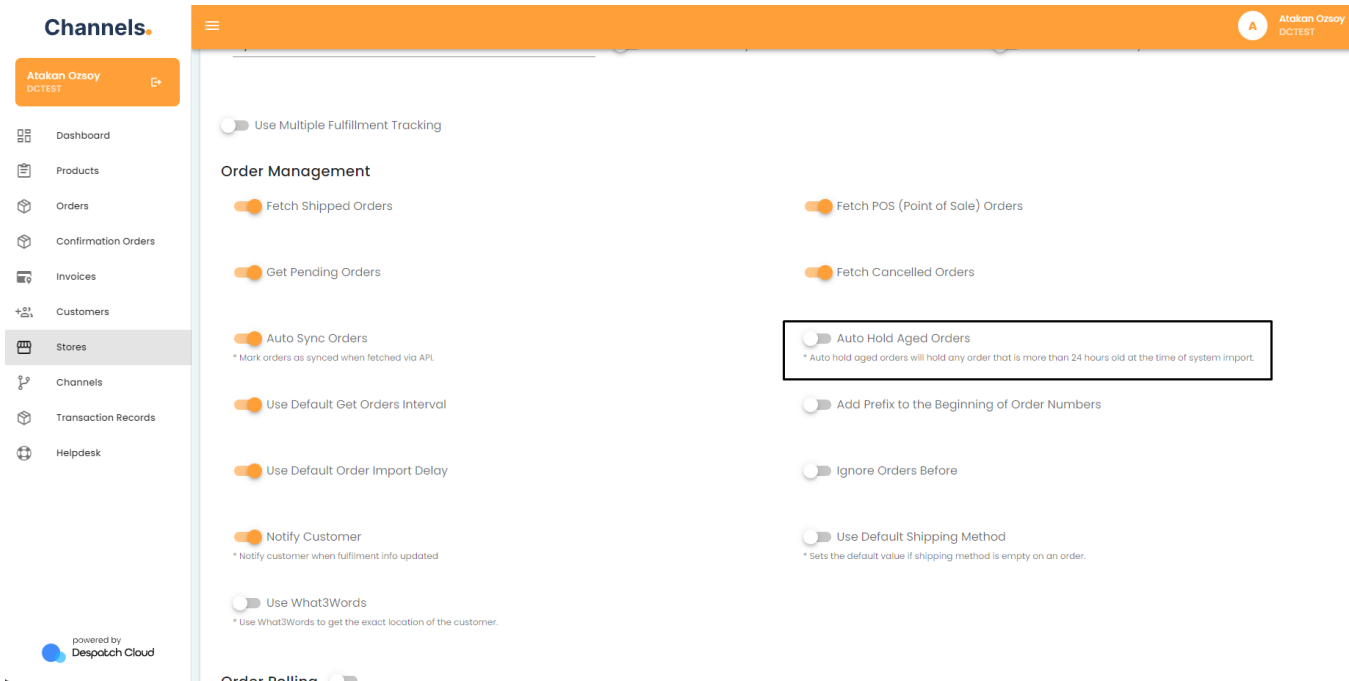 Channels.
A
Atakan Ozsoy
DCTEST
Atakan Ozsoy
DCTEST
Dashboard
Products
Orders
Confirmation Orders
Invoices
Customers
Stores
Channels
Transaction Records
Helpdesk
powered by
Despatch Cloud
Use Multiple Fulfillment Tracking
Order Management
Fetch Shipped Orders
Fetch POS (Point of Sale) Orders
Get Pending Orders
Fetch Cancelled Orders
Auto Sync Orders
* Mark orders as synced when fetched via API.
Auto Hold Aged Orders
* Auto hold aged orders will hold any order that is more than 24 hours old at the time of system import.
Use Default Get Orders Interval
Add Prefix to the Beginning of Order Numbers
Use Default Order Import Delay
Ignore Orders Before
Notify Customer
* Notify customer when fulfilment info updated
Use Default Shipping Method
* Sets the default value if shipping method is empty on an order.
Use What3Words
* Use What3Words to get the exact location of the customer.
Order Polling